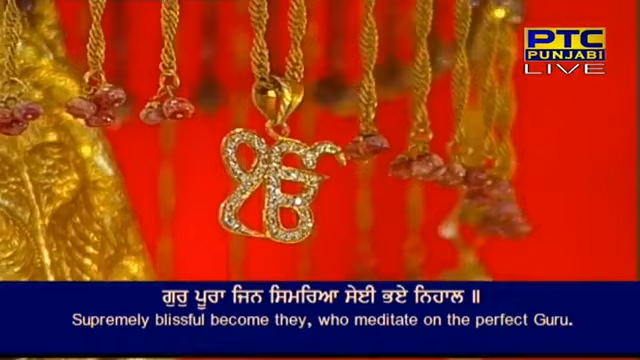 PTC
PUNJABI
LIVE
ੴ
ਗੁਰੁ ਪੂਰਾ ਜਿਨ ਸਿਮਰਿਆ ਸੇਈ ਭਏ ਨਿਹਾਲ ॥
Supremely blissful become they, who meditate on the perfect Guru.